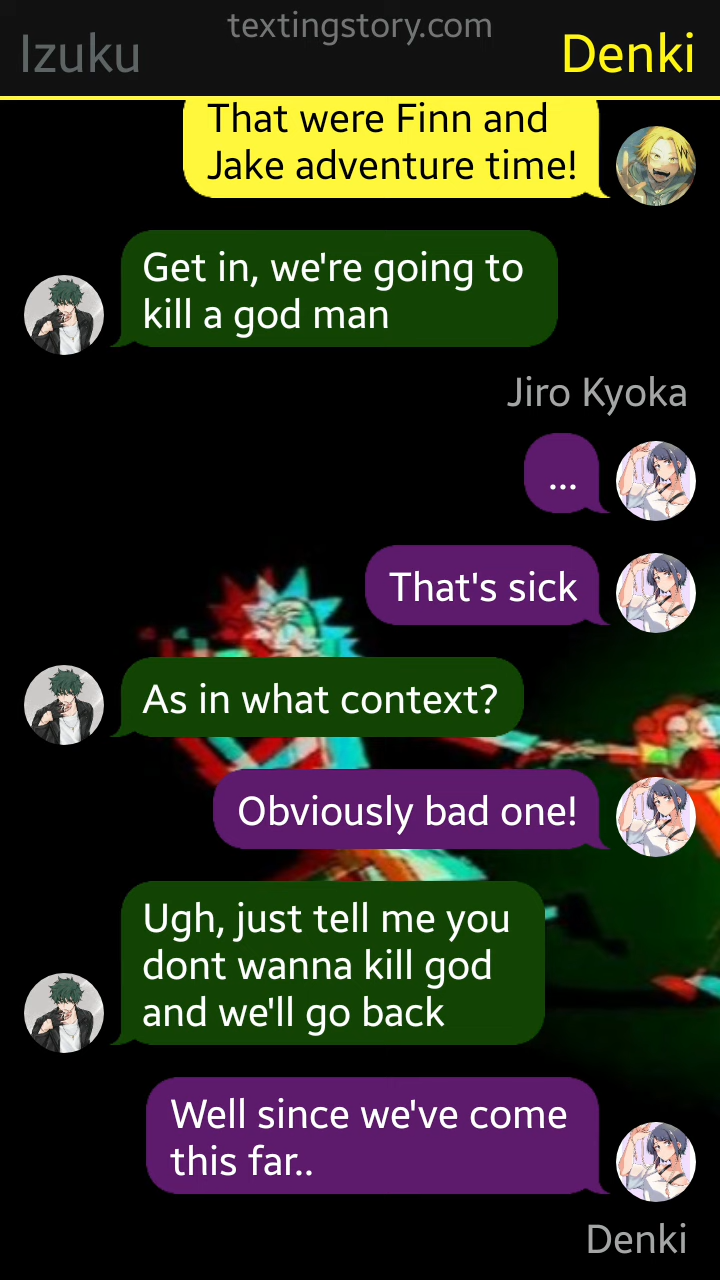 textingstory.com
Izuku
Denki
That were Finn and
Jake adventure time!
Get in, we're going to
kill a god man
Jiro Kyoka
...
That's sick
As in what context?
Obviously bad one!
Ugh, just tell me you
dont wanna kill god
and we'll go back
Well since we've come
this far..
Denki